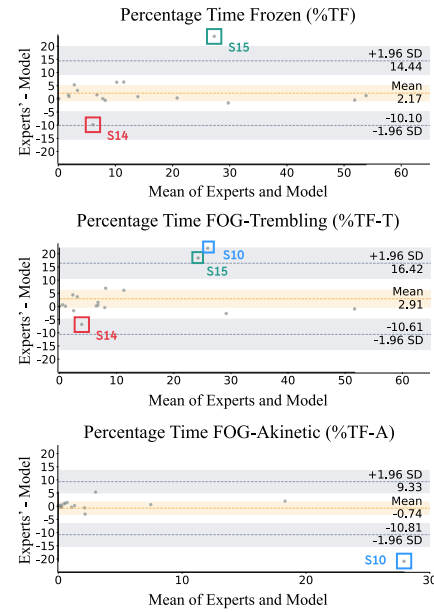 Percentage Time Frozen (%TF)
Experts' - Model
20
15
10
5
0
-5
-10
-15
-20
S15
S14
+1.96 SD
14.44
Mean
2.17
-10.10
-1.96 SD
0
10
20
30
40
50
60
Mean of Experts and Model
Percentage Time FOG-Trembling (%TF-T)
Experts' - Model
20
15
10
5
0
-5
-10
-15
-20
S10
S15
S14
+1.96 SD
16.42
Mean
2.91
-10.61
-1.96 SD
0
10
20
30
40
50
60
Mean of Experts and Model
Percentage Time FOG-Akinetic (%TF-A)
Experts' - Model
20
15
10
5
0
-5
-10
-15
-20
+1.96 SD
9.33
Mean
-0.74
-10.81
-1.96 SD
S10
0
10
20
30
Mean of Experts and Model